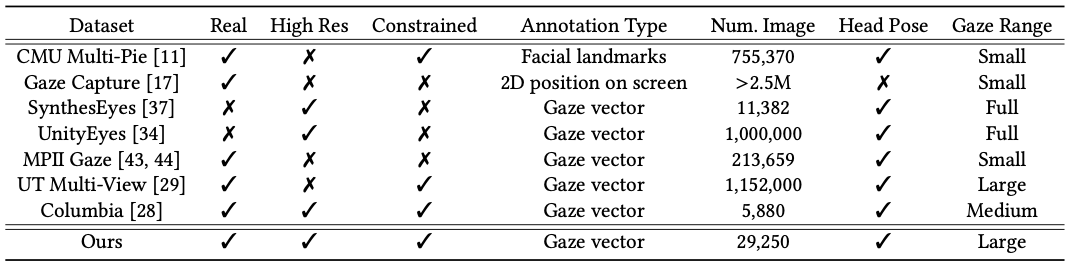 Dataset Real High Res Constrained Annotation Type Num. Image Head Pose Gaze Range
CMU Multi-Pie [11] ✓ ✗ ✓ Facial landmarks 755,370 ✓ Small
Gaze Capture [17] ✓ ✗ ✗ 2D position on screen >2.5M ✗ Small
SynthesEyes [37] ✗ ✓ ✗ Gaze vector 11,382 ✓ Full
UnityEyes [34] ✗ ✓ ✗ Gaze vector 1,000,000 ✓ Full
MPII Gaze [43, 44] ✓ ✗ ✗ Gaze vector 213,659 ✓ Small
UT Multi-View [29] ✓ ✗ ✓ Gaze vector 1,152,000 ✓ Large
Columbia [28] ✓ ✓ ✓ Gaze vector 5,880 ✓ Medium
Ours ✓ ✓ ✓ Gaze vector 29,250 ✓ Large